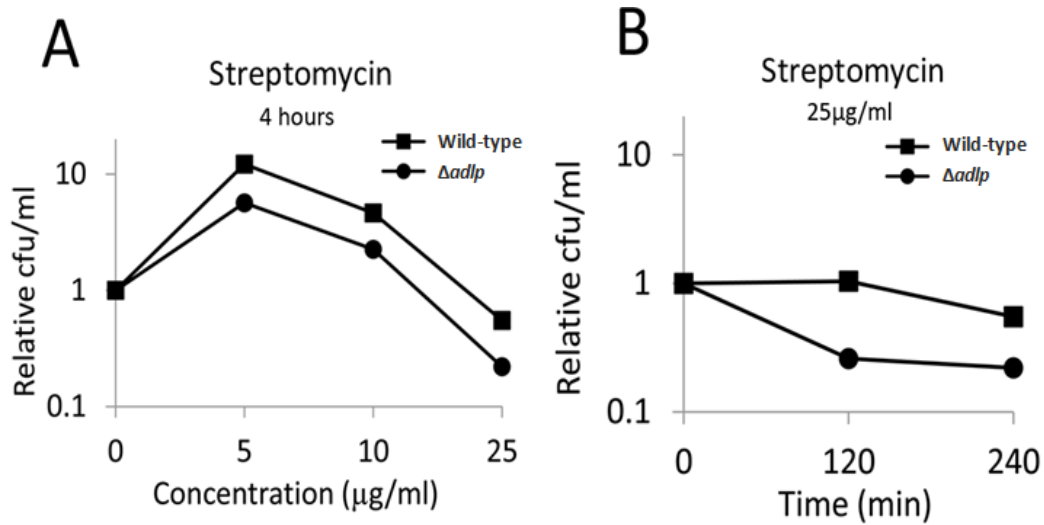 A
Streptomycin
4 hours
Wild-type
Δadlp
10
1
0.1
Relative cfu/ml
0 5 10 25
Concentration (μg/ml)
B
Streptomycin
25μg/ml
Wild-type
Δadlp
10
1
0.1
Relative cfu/ml
0 120 240
Time (min)